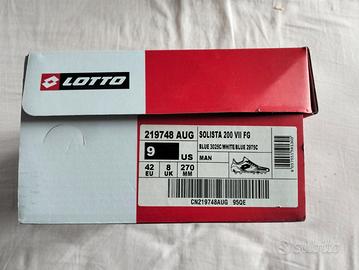 LOTTO
219748 AUG
SOLISTA 200 VII FG
BLUE 3025C/WHITE/BLUE 2975C
9 US
MAN
42 8 270
EU UK MM
CN219748AUG 95QE
subito